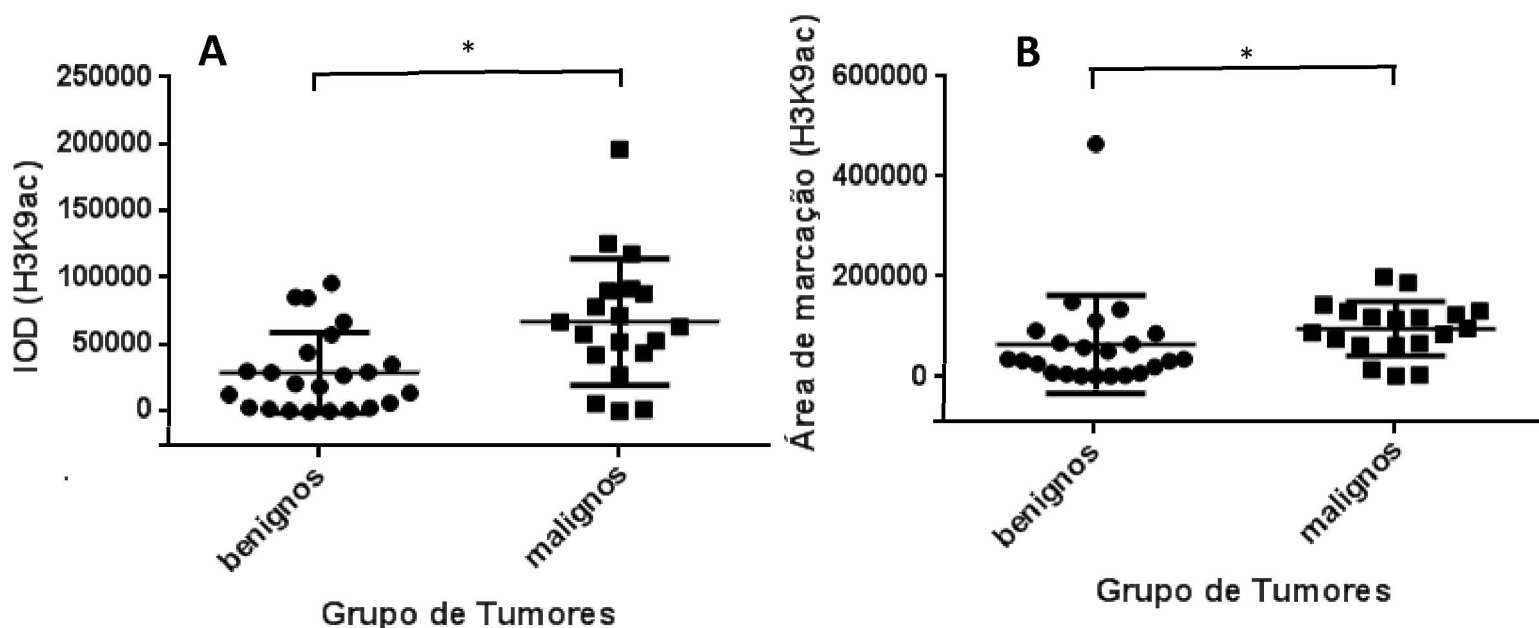 A
*
250000
200000
150000
100000
50000
0
IOD (H3K9ac)
benignos
malignos
Grupo de Tumores
B
*
600000
400000
200000
0
Área de marcação (H3K9ac)
benignos
malignos
Grupo de Tumores